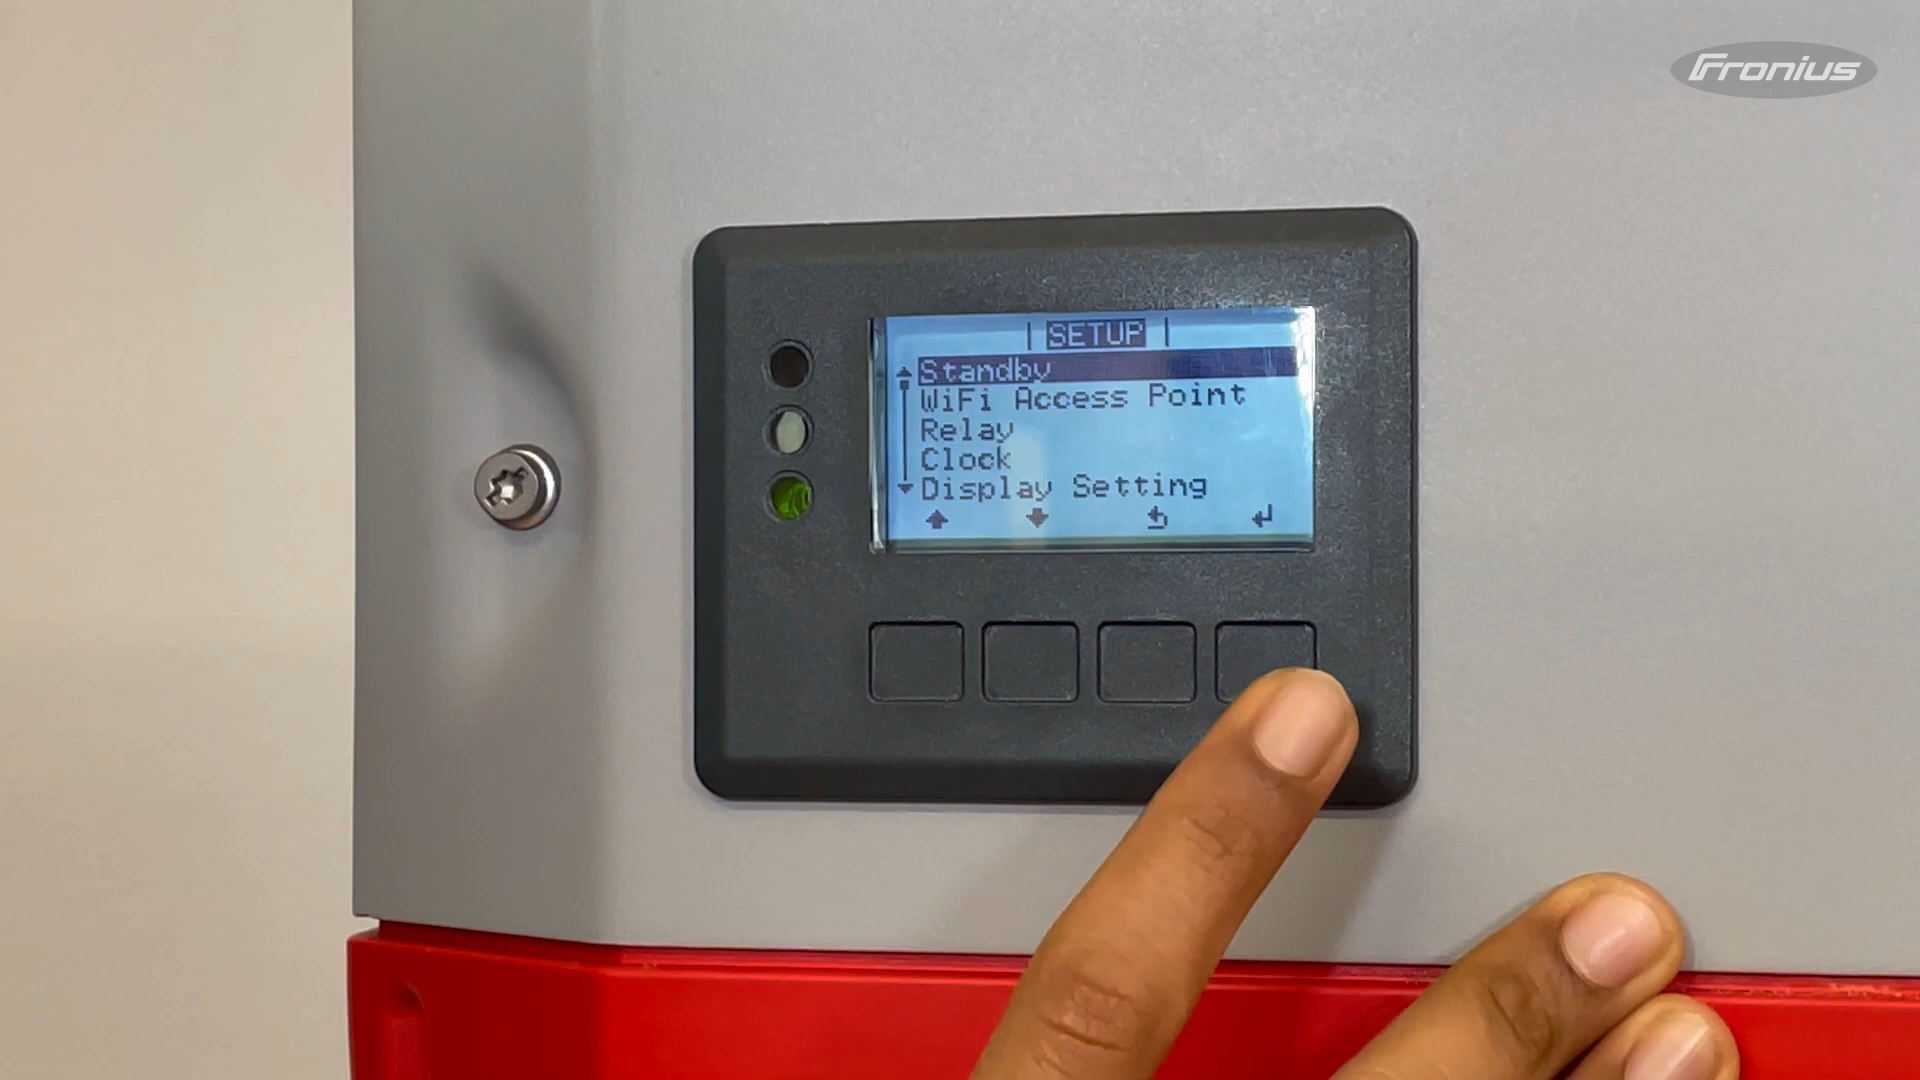 Fronius
SETUP
Standby
WiFi Access Point
Relay
Clock
Display Setting